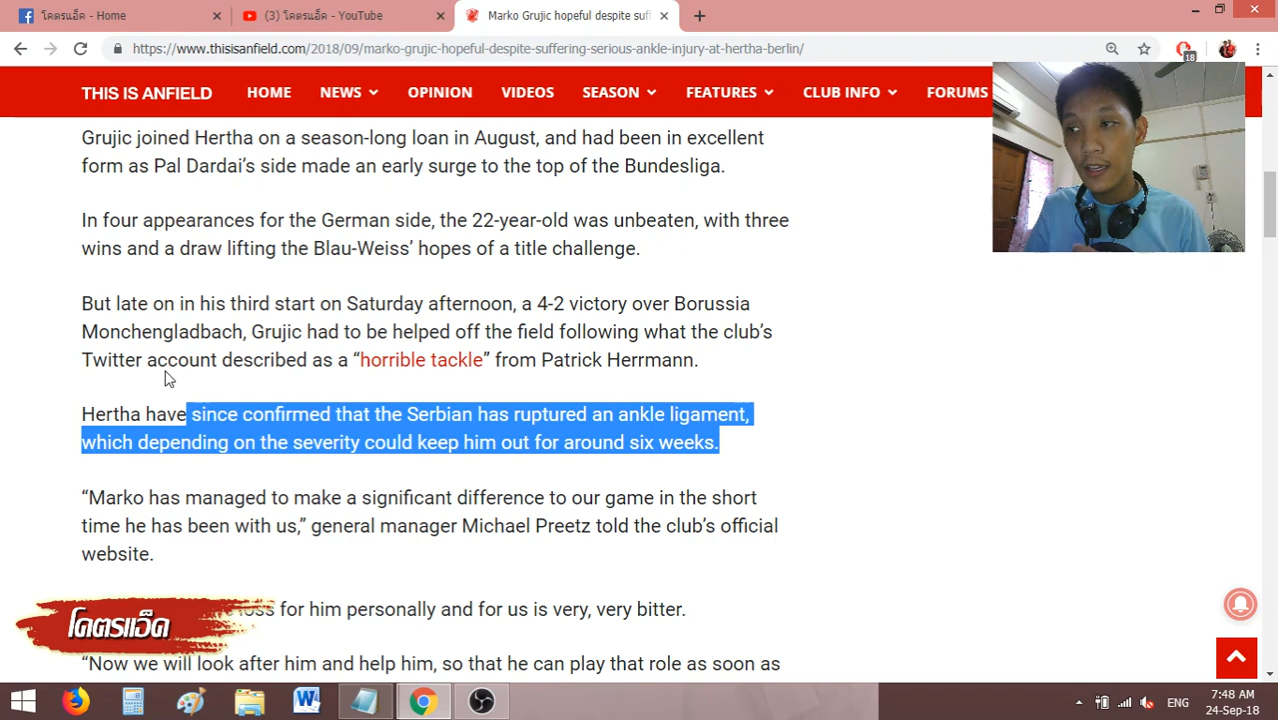 โคตรแอ็ด - Home
(3) โคตรแอ็ด - YouTube
Marko Grujic hopeful despite suff
https://www.thisisanfield.com/2018/09/marko-grujic-hopeful-despite-suffering-serious-ankle-injury-at-hertha-berlin/
18
THIS IS ANFIELD HOME NEWS OPINION VIDEOS SEASON FEATURES CLUB INFO FORUMS
Grujic joined Hertha on a season-long loan in August, and had been in excellent
form as Pal Dardai’s side made an early surge to the top of the Bundesliga.
In four appearances for the German side, the 22-year-old was unbeaten, with three
wins and a draw lifting the Blau-Weiss’ hopes of a title challenge.
But late on in his third start on Saturday afternoon, a 4-2 victory over Borussia
Monchengladbach, Grujic had to be helped off the field following what the club’s
Twitter account described as a “horrible tackle” from Patrick Herrmann.
Hertha have since confirmed that the Serbian has ruptured an ankle ligament,
which depending on the severity could keep him out for around six weeks.
“Marko has managed to make a significant difference to our game in the short
time he has been with us,” general manager Michael Preetz told the club’s official
website.
loss for him personally and for us is very, very bitter.
โคตรแอ็ด
“Now we will look after him and help him, so that he can play that role as soon as
ENG
7:48 AM
24-Sep-18